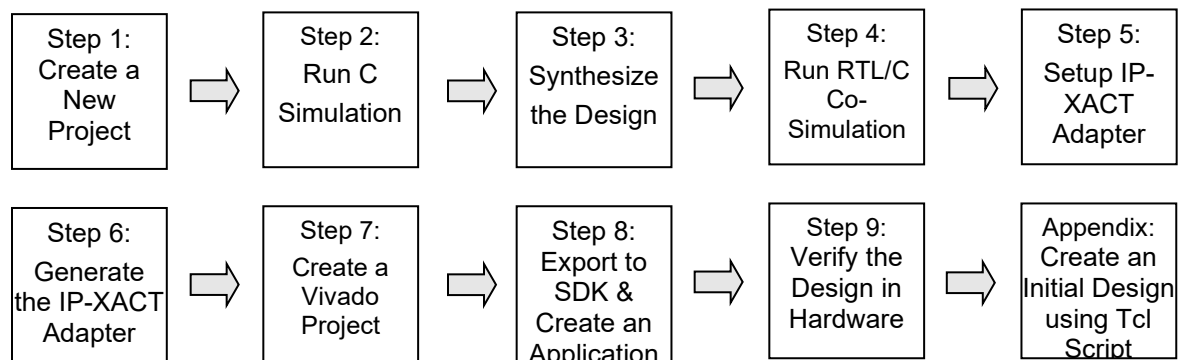 Step 1:
Create a
New
Project
Step 2:
Run C
Simulation
Step 3:
Synthesize
the Design
Step 4:
Run RTL/C
Co-
Simulation
Step 5:
Setup IP-
XACT
Adapter
Step 6:
Generate
the IP-XACT
Adapter
Step 7:
Create a
Vivado
Project
Step 8:
Export to
SDK &
Create an
Application
Step 9:
Verify the
Design in
Hardware
Appendix:
Create an
Initial Design
using Tcl
Script